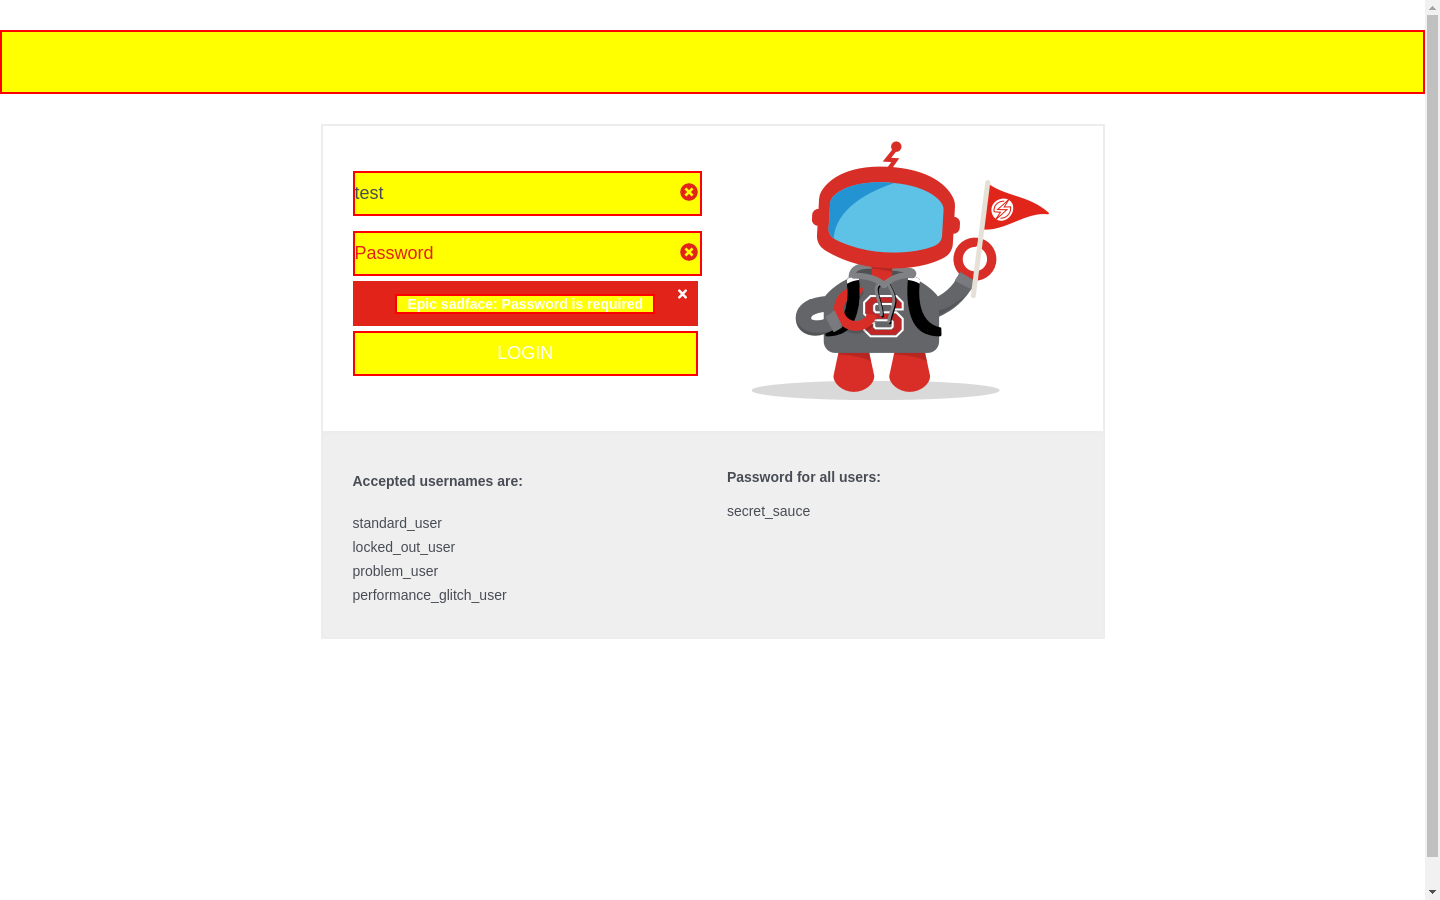 test
Password
Epic sadface: Password is required
LOGIN
Accepted usernames are:
standard_user
locked_out_user
problem_user
performance_glitch_user
Password for all users:
secret_sauce